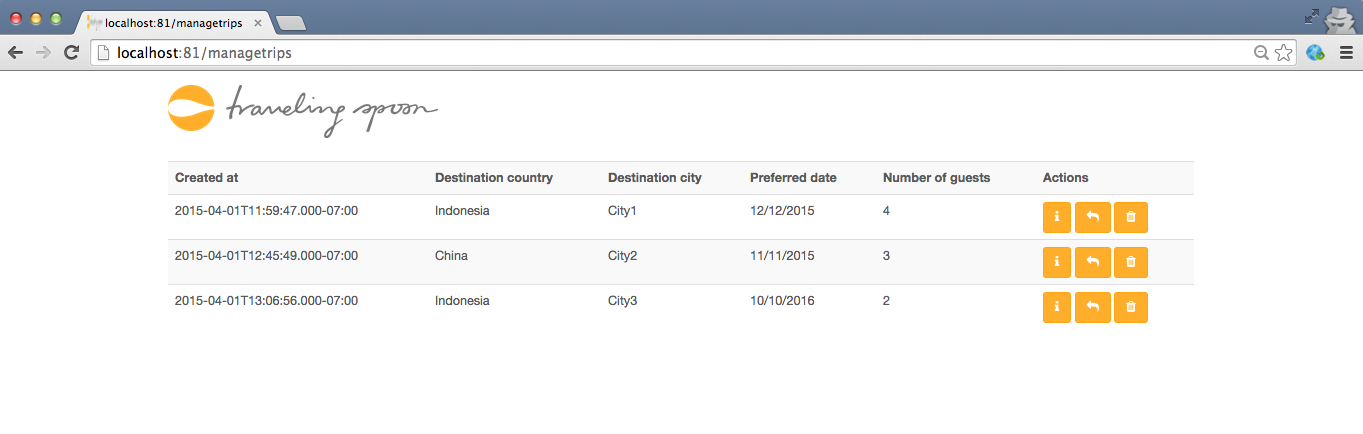 localhost:81/managetrips
localhost:81/managetrips
traveling spoon
Created at Destination country Destination city Preferred date Number of guests Actions
2015-04-01T11:59:47.000-07:00 Indonesia City1 12/12/2015 4
2015-04-01T12:45:49.000-07:00 China City2 11/11/2015 3
2015-04-01T13:06:56.000-07:00 Indonesia City3 10/10/2016 2